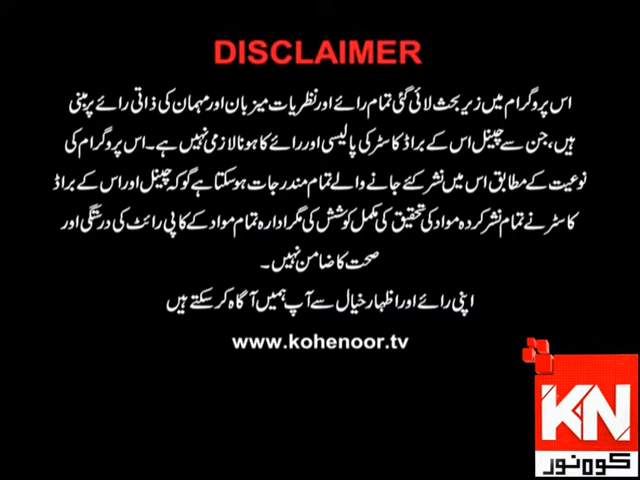 DISCLAIMER
اس پروگرام میں زیرِ بحث لائی گئی تمام رائے اور نظریات میزبان اور مہمان کی ذاتی رائے پر مبنی
ہیں، جن سے چینل اس کے براڈ کاسٹر کی پالیسی اور رائے کا ہونا لازمی نہیں ہے۔ اس پروگرام کی
نوعیت کے مطابق اس میں نشر کئے جانے والے تمام مندرجات ہو سکتا ہے گو کہ چینل اور اس کے براڈ
کاسٹر نے تمام نشر کردہ مواد کی تحقیق کی مکمل کوشش کی مگر ادارہ تمام مواد کے کاپی رائٹ کی درستگی اور
صحت کا ضامن نہیں۔
اپنی رائے اور اظہار خیال سے آپ ہمیں آگاہ کر سکتے ہیں
www.kohenoor.tv
KN
کوہ نور